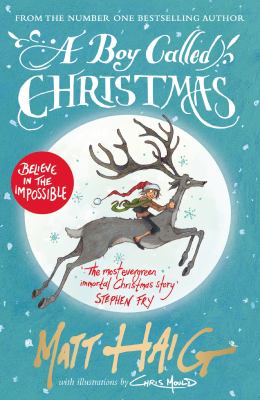 FROM THE NUMBER ONE BESTSELLING AUTHOR
A Boy Called
CHRISTMAS
BELIEVE
IN THE
IMPOSSIBLE
'The most evergreen
immortal Christmas story'
STEPHEN FRY
MATT HAIG
with illustrations by CHRIS MOULD